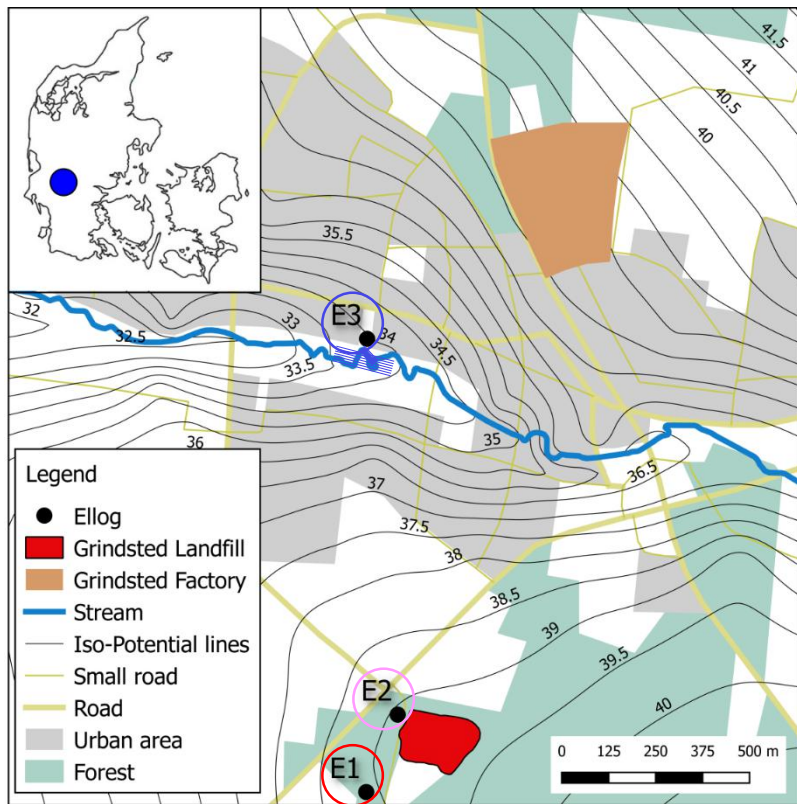 41.5
41
40.5
40
35.5
E3
32
32.5
33
34
33.5
34.5
35
36
36.5
37
37.5
38
38.5
39
39.5
40
E2
E1
Legend
Ellog
Grindsted Landfill
Grindsted Factory
Stream
Iso-Potential lines
Small road
Road
Urban area
Forest
0 125 250 375 500 m